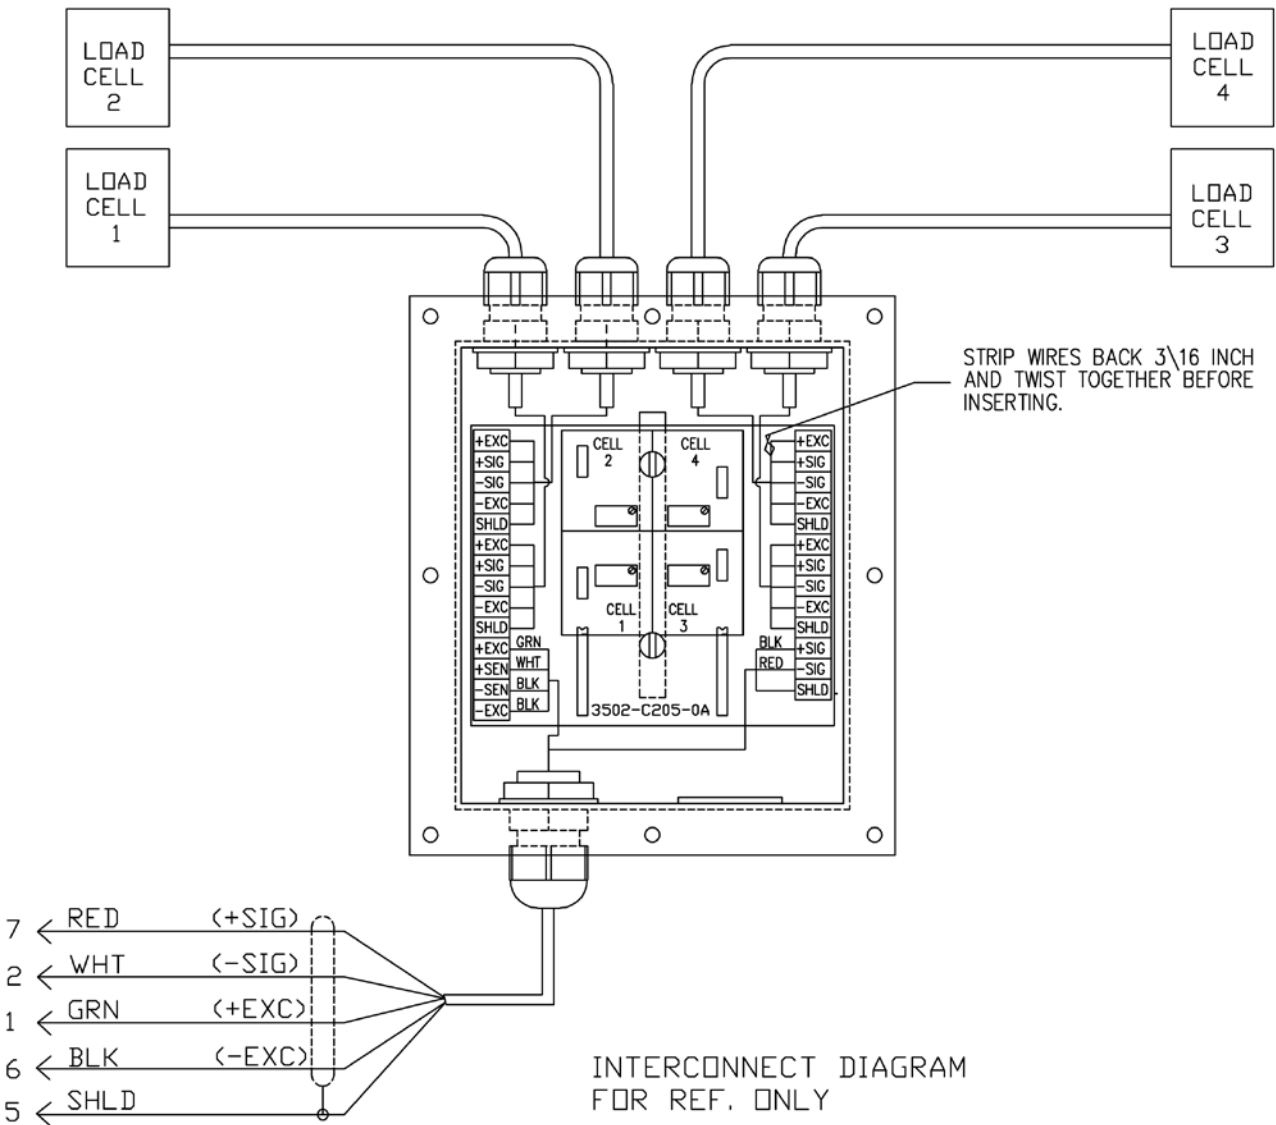 LOAD
CELL
2
LOAD
CELL
4
LOAD
CELL
1
LOAD
CELL
3
STRIP WIRES BACK 3\16 INCH
AND TWIST TOGETHER BEFORE
INSERTING.
+EXC
+SIG
-SIG
-EXC
SHLD
+EXC
+SIG
-SIG
-EXC
SHLD
+EXC GRN
+SEN WHT
-SEN BLK
-EXC BLK
CELL
2
CELL
4
CELL
1
CELL
3
3502-C205-0A
+EXC
+SIG
-SIG
-EXC
SHLD
+EXC
+SIG
-SIG
-EXC
SHLD
BLK +SIG
RED -SIG
SHLD
7 RED (+SIG)
2 WHT (-SIG)
1 GRN (+EXC)
6 BLK (-EXC)
5 SHLD
INTERCONNECT DIAGRAM
FOR REF. ONLY